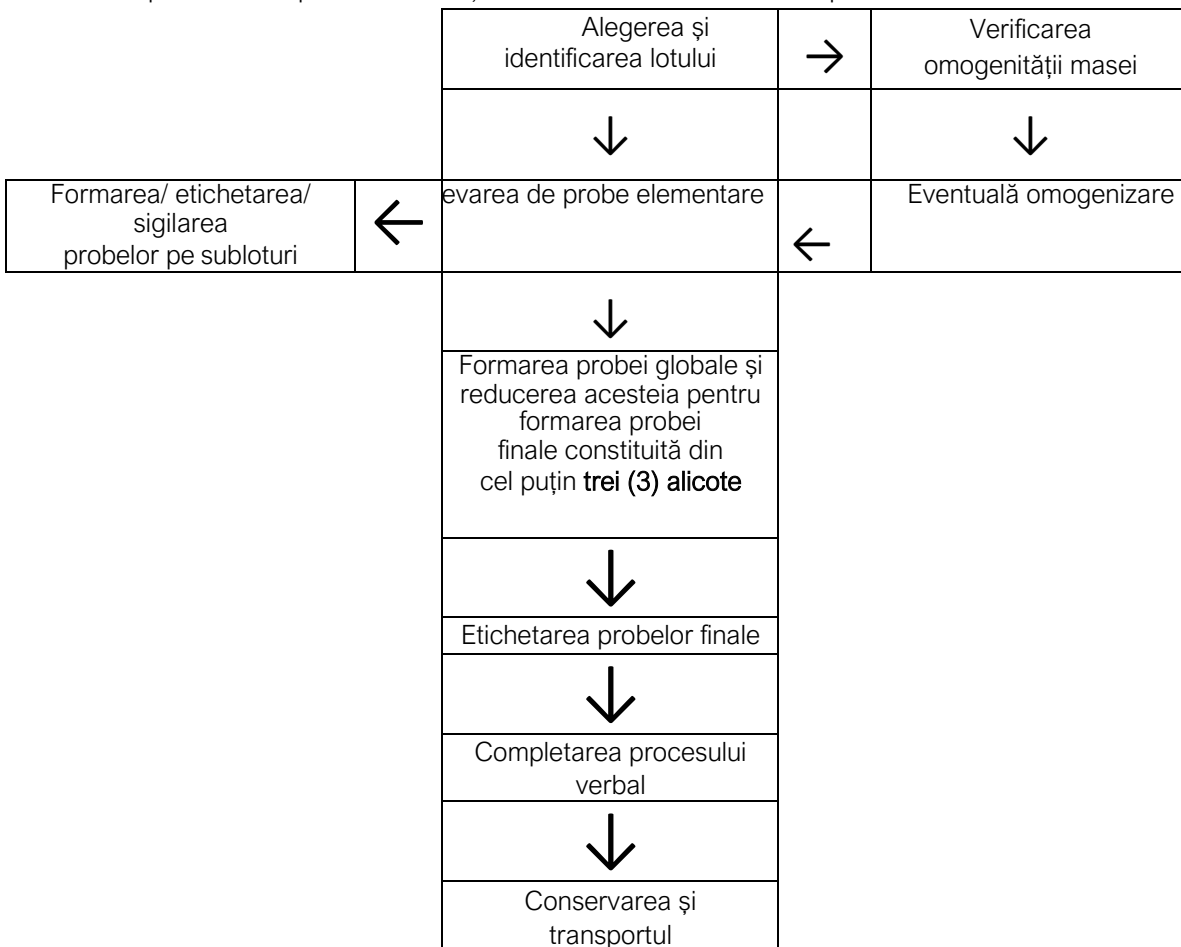 Alegerea și
identificarea lotului
→
Verificarea
omogenității masei
↓
↓
Formarea/ etichetarea/
sigilarea
probelor pe subloturi
←
evarea de probe elementare
←
Eventuală omogenizare
↓
Formarea probei globale și
reducerea acesteia pentru
formarea probei
finale constituită din
cel puțin trei (3) alicote
↓
Etichetarea probelor finale
↓
Completarea procesului
verbal
↓
Conservarea și
transportul